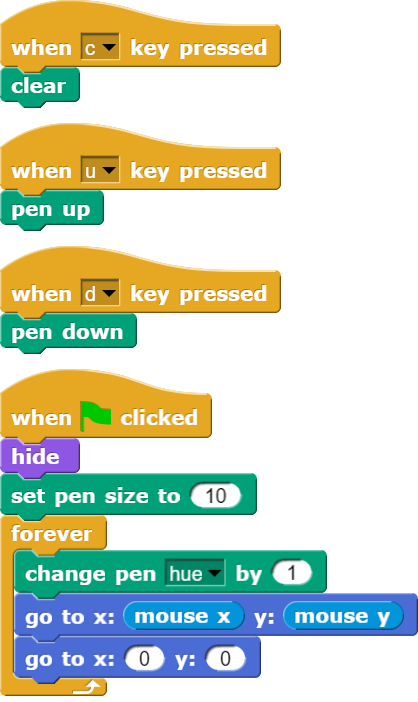 when c key pressed
clear
when u key pressed
pen up
when d key pressed
pen down
when clicked
hide
set pen size to 10
forever
change pen hue by 1
go to x: mouse x y: mouse y
go to x: 0 y: 0